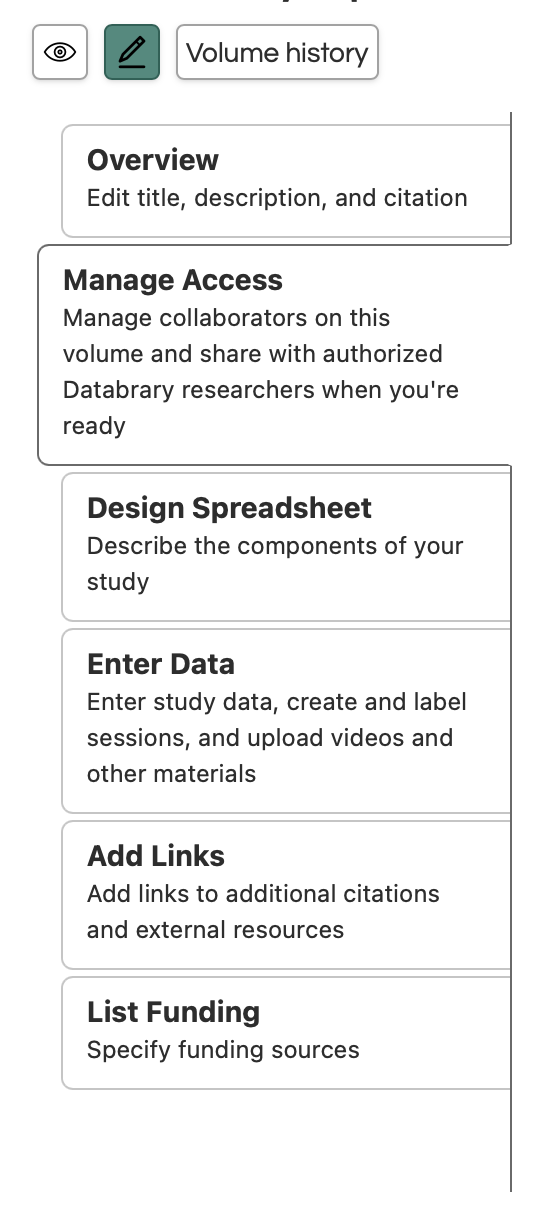 Volume history
Overview
Edit title, description, and citation
Manage Access
Manage collaborators on this
volume and share with authorized
Databrary researchers when you're
ready
Design Spreadsheet
Describe the components of your
study
Enter Data
Enter study data, create and label
sessions, and upload videos and
other materials
Add Links
Add links to additional citations
and external resources
List Funding
Specify funding sources